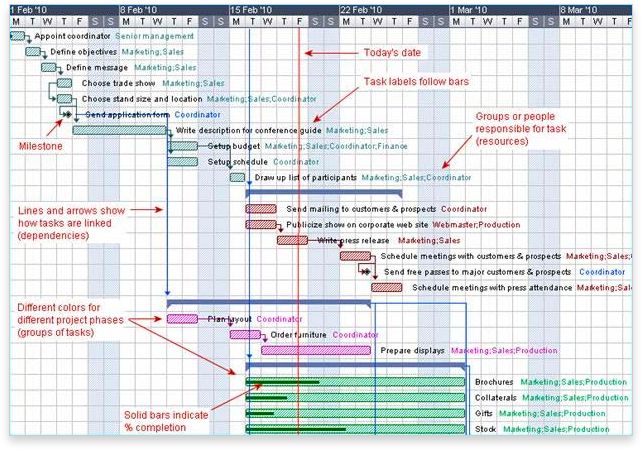 1 Feb '10 8 Feb '10 15 Feb '10 22 Feb '10 1 Mar '10 8 Mar '10
M T W T F S S M T W T F S S M T W T F S S M T W T F S S M T W T F S S M T W T F
Appoint coordinator Senior management
Define objectives Marketing;Sales
Today's date
Define message Marketing;Sales
Choose trade show Marketing;Sales
Task labels follow bars
Choose stand size and location Marketing;Sales;Coordinator
Send application form Coordinator
Groups or people
responsible for task
(resources)
Write description for conference guide Marketing;Sales
Milestone
Setup budget Marketing;Sales;Coordinator;Finance
Setup schedule Coordinator
Draw up list of participants Marketing;Sales;Coordinator
Lines and arrows show
how tasks are linked
(dependencies)
Send mailing to customers & prospects Coordinator
Publicize show on corporate web site Webmaster;Production
Write press release Marketing;Sales
Schedule meetings with customers & prospects Marketing;Sales;
Send free passes to major customers & prospects Coordinator
Schedule meetings with press attendance Marketing;Sal
Different colors for
different project phases
(groups of tasks)
Plan layout Coordinator
Order furniture Coordinator
Prepare displays Marketing;Sales;Production
Brochures Marketing;Sales;Production
Collaterals Marketing;Sales;Production
Solid bars indicate
% completion
Gifts Marketing;Sales;Production
Stock Marketing;Sales;Production